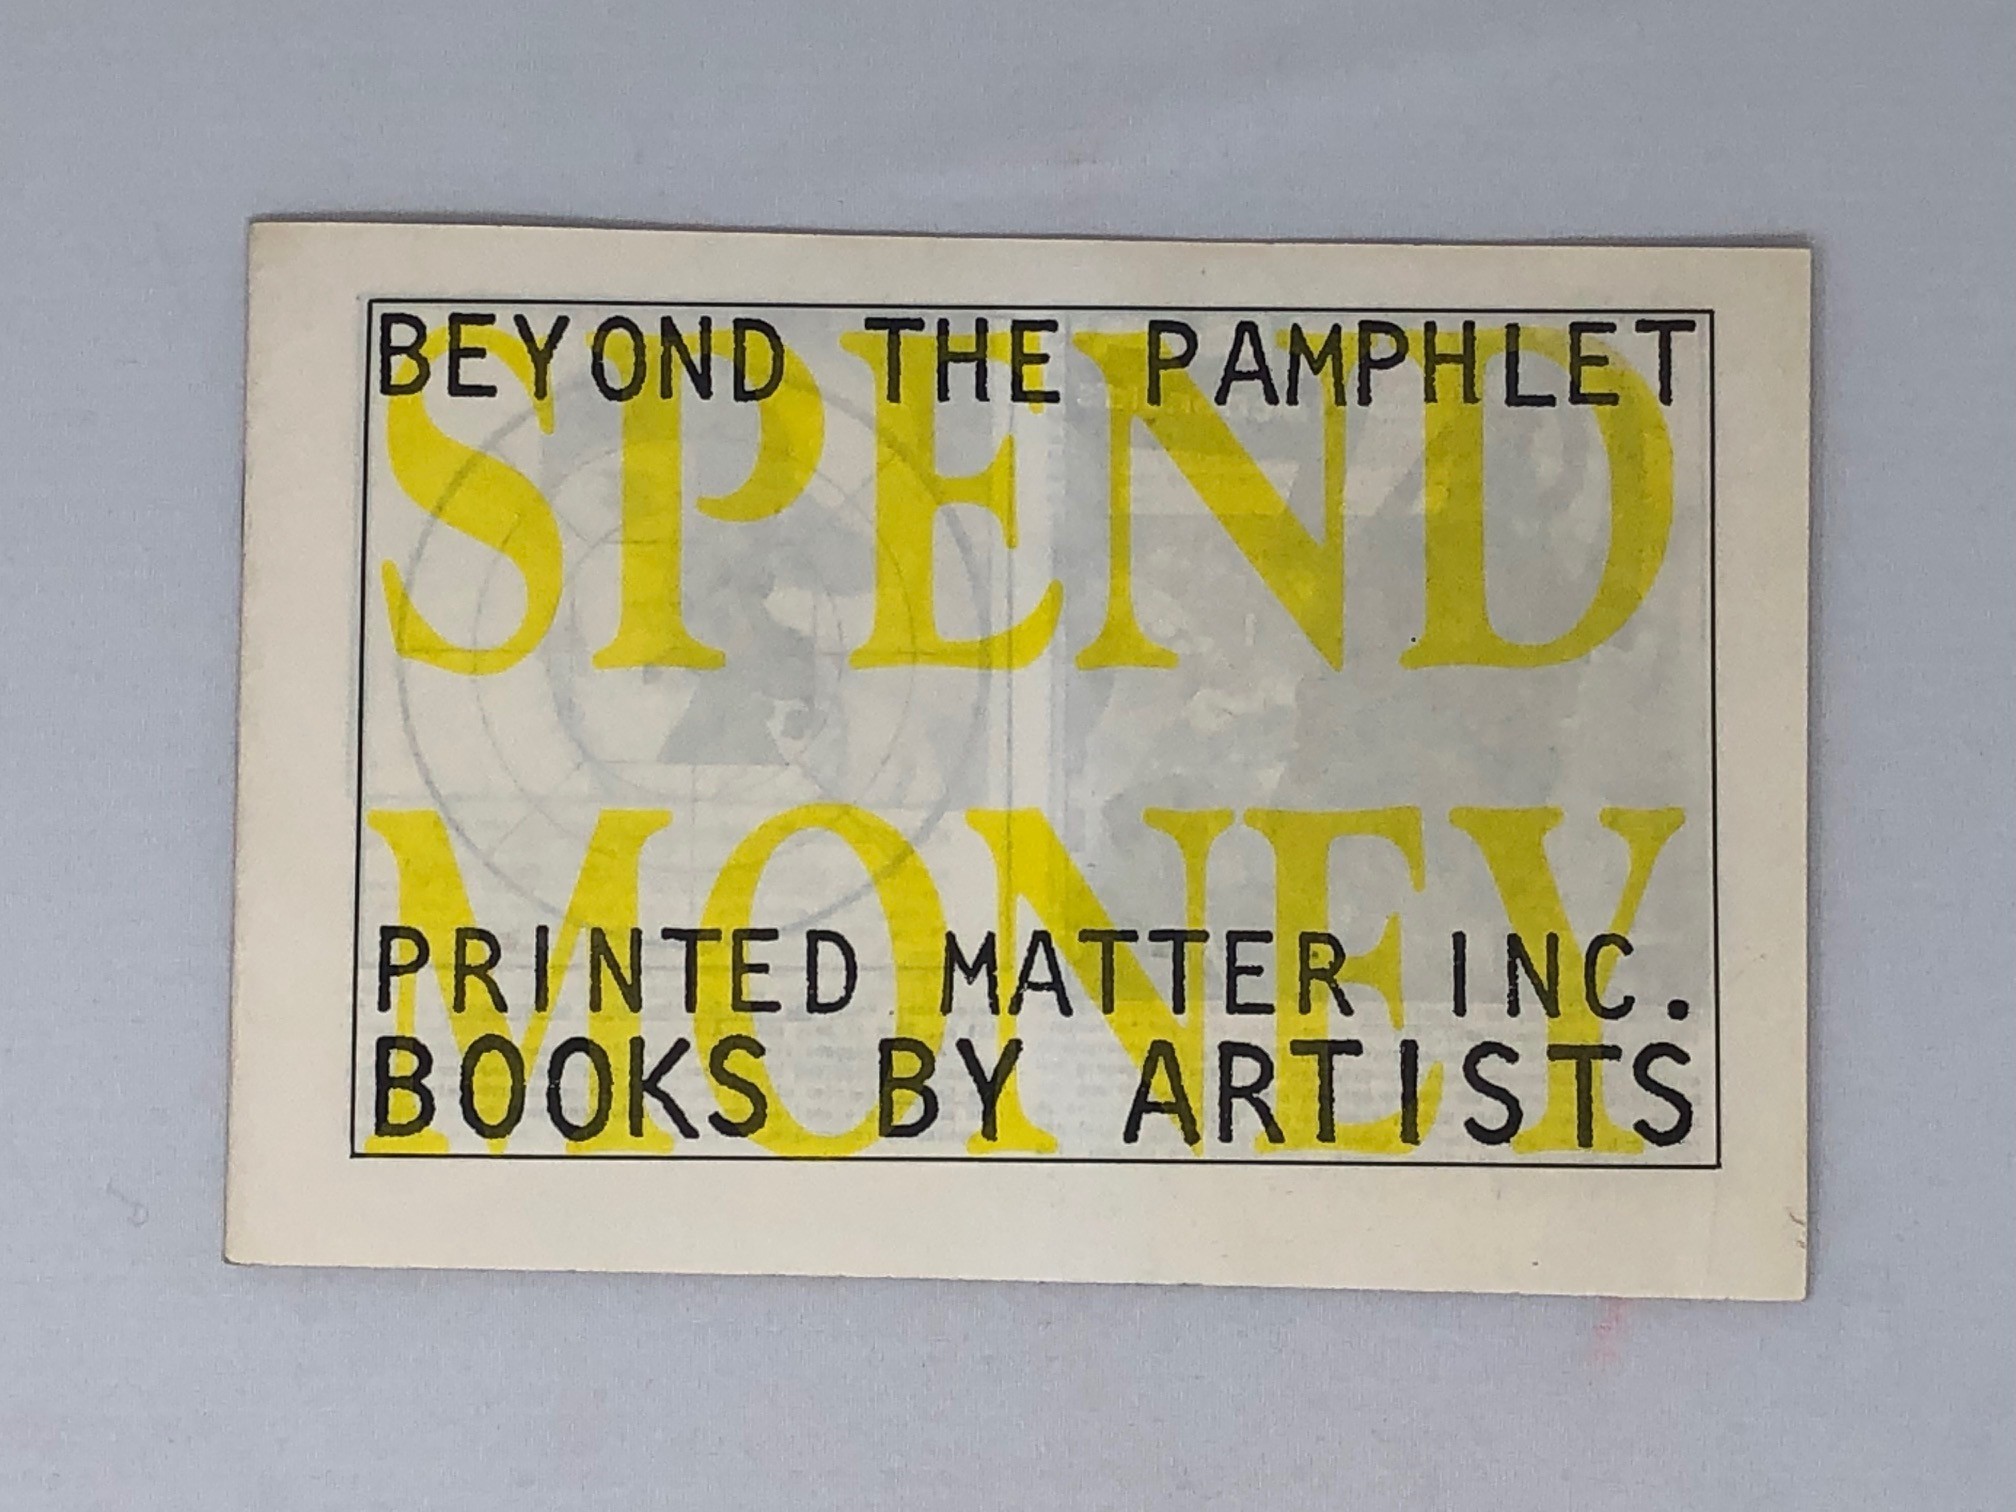 BEYOND THE PAMPHLET
SPEND
MONEY
PRINTED MATTER INC.
BOOKS BY ARTISTS